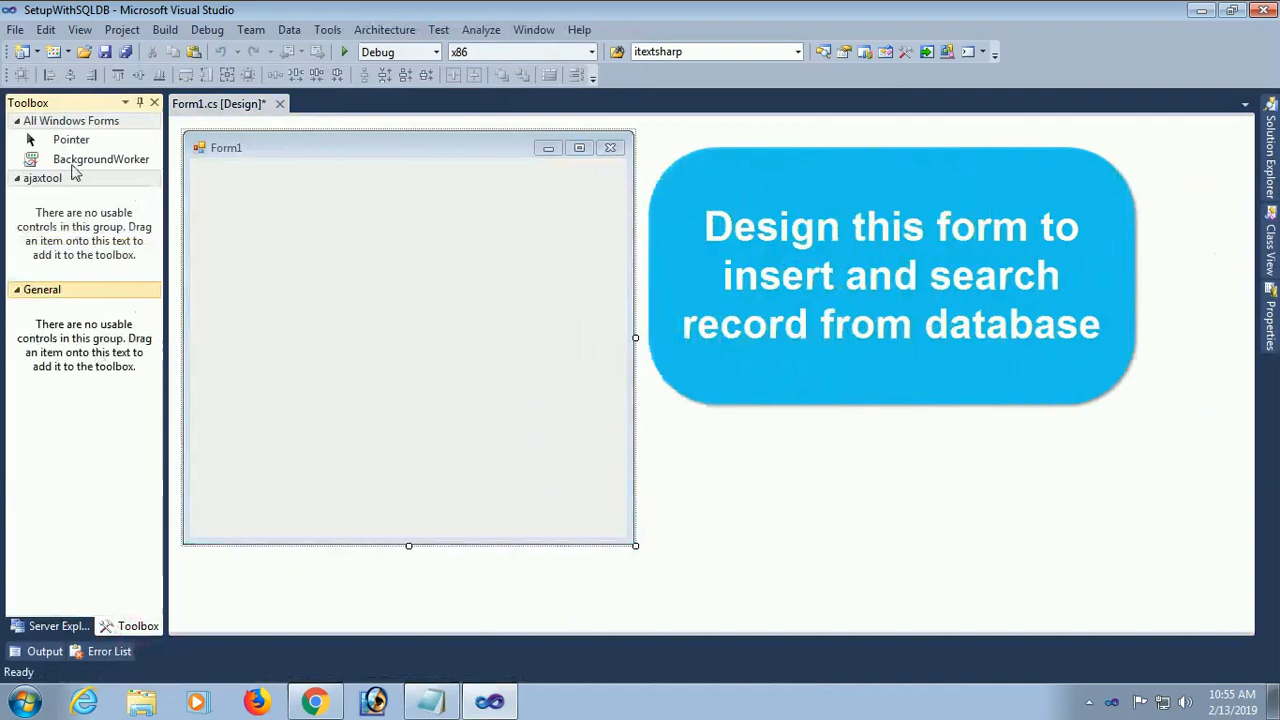 SetupWithSQLDB - Microsoft Visual Studio
File Edit View Project Build Debug Team Data Tools Architecture Test Analyze Window Help
Debug x86 itextsharp
Toolbox
Form1.cs [Design]*
All Windows Forms
Pointer
BackgroundWorker
ajaxtool
There are no usable
controls in this group. Drag
an item onto this text to
add it to the toolbox.
General
There are no usable
controls in this group. Drag
an item onto this text to
add it to the toolbox.
Form1
Design this form to
insert and search
record from database
Solution Explorer
Class View
Properties
Server Expl... Toolbox
Output Error List
Ready
10:55 AM
2/13/2019